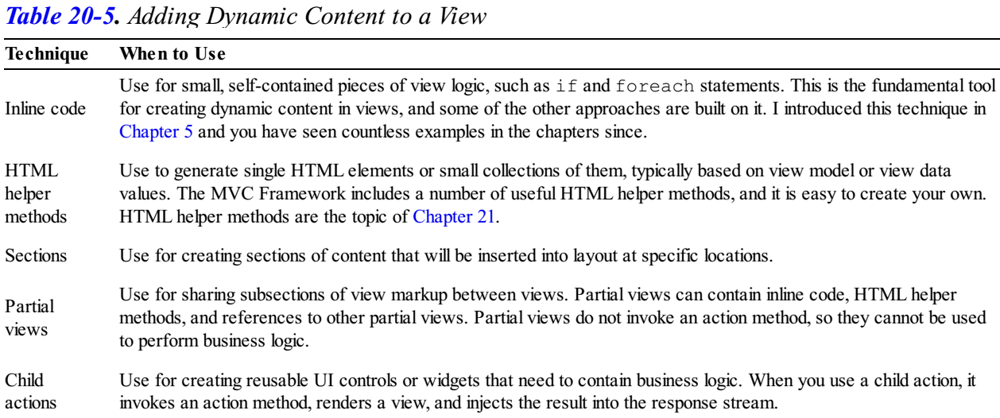 Table 20-5. Adding Dynamic Content to a View
Technique When to Use
Inline code
Use for small, self-contained pieces of view logic, such as if and foreach statements. This is the fundamental tool
for creating dynamic content in views, and some of the other approaches are built on it. I introduced this technique in
Chapter 5 and you have seen countless examples in the chapters since.
HTML
helper
methods
Use to generate single HTML elements or small collections of them, typically based on view model or view data
values. The MVC Framework includes a number of useful HTML helper methods, and it is easy to create your own.
HTML helper methods are the topic of Chapter 21.
Sections
Use for creating sections of content that will be inserted into layout at specific locations.
Partial
views
Use for sharing subsections of view markup between views. Partial views can contain inline code, HTML helper
methods, and references to other partial views. Partial views do not invoke an action method, so they cannot be used
to perform business logic.
Child
actions
Use for creating reusable UI controls or widgets that need to contain business logic. When you use a child action, it
invokes an action method, renders a view, and injects the result into the response stream.